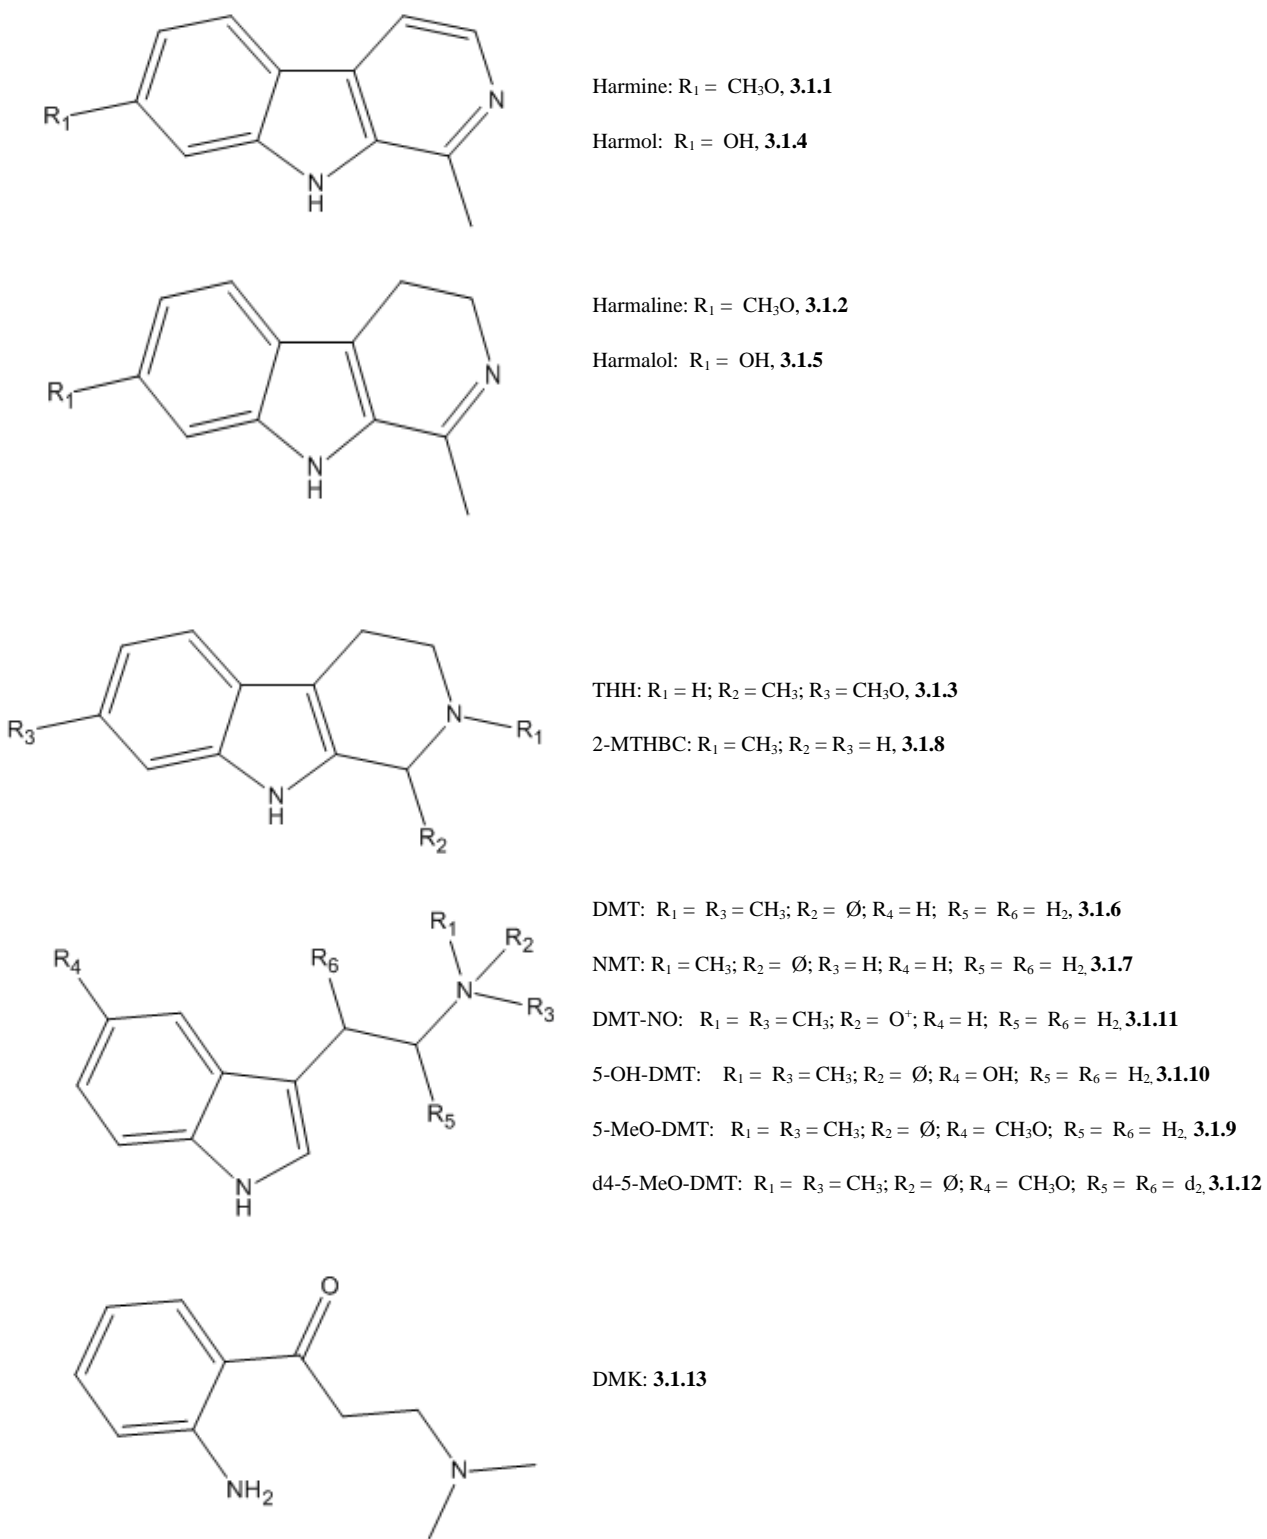 Harmine: R₁ = CH₃O, 3.1.1
Harmol: R₁ = OH, 3.1.4
R₁
N
N
H
Harmaline: R₁ = CH₃O, 3.1.2
Harmalol: R₁ = OH, 3.1.5
R₁
N
N
H
THH: R₁ = H; R₂ = CH₃; R₃ = CH₃O, 3.1.3
2-MTHBC: R₁ = CH₃; R₂ = R₃ = H, 3.1.8
R₃
N
R₁
N
H
R₂
DMT: R₁ = R₃ = CH₃; R₂ = Ø; R₄ = H; R₅ = R₆ = H₂, 3.1.6
NMT: R₁ = CH₃; R₂ = Ø; R₃ = H; R₄ = H; R₅ = R₆ = H₂, 3.1.7
DMT-NO: R₁ = R₃ = CH₃; R₂ = O⁺; R₄ = H; R₅ = R₆ = H₂, 3.1.11
5-OH-DMT: R₁ = R₃ = CH₃; R₂ = Ø; R₄ = OH; R₅ = R₆ = H₂, 3.1.10
5-MeO-DMT: R₁ = R₃ = CH₃; R₂ = Ø; R₄ = CH₃O; R₅ = R₆ = H₂, 3.1.9
d4-5-MeO-DMT: R₁ = R₃ = CH₃; R₂ = Ø; R₄ = CH₃O; R₅ = R₆ = d₂, 3.1.12
R₁
R₂
R₄
R₆
N
R₃
R₅
N
H
O
DMK: 3.1.13
N
NH₂